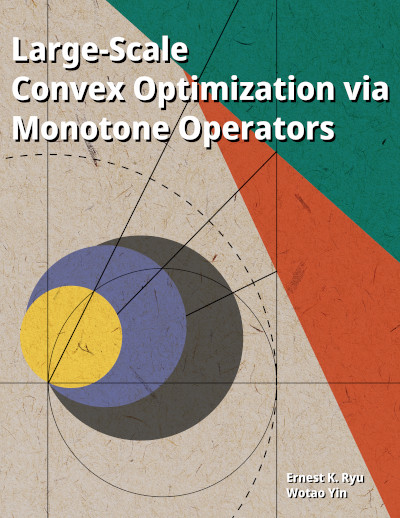 Large-Scale
Convex Optimization via
Monotone Operators
Ernest K. Ryu
Wotao Yin